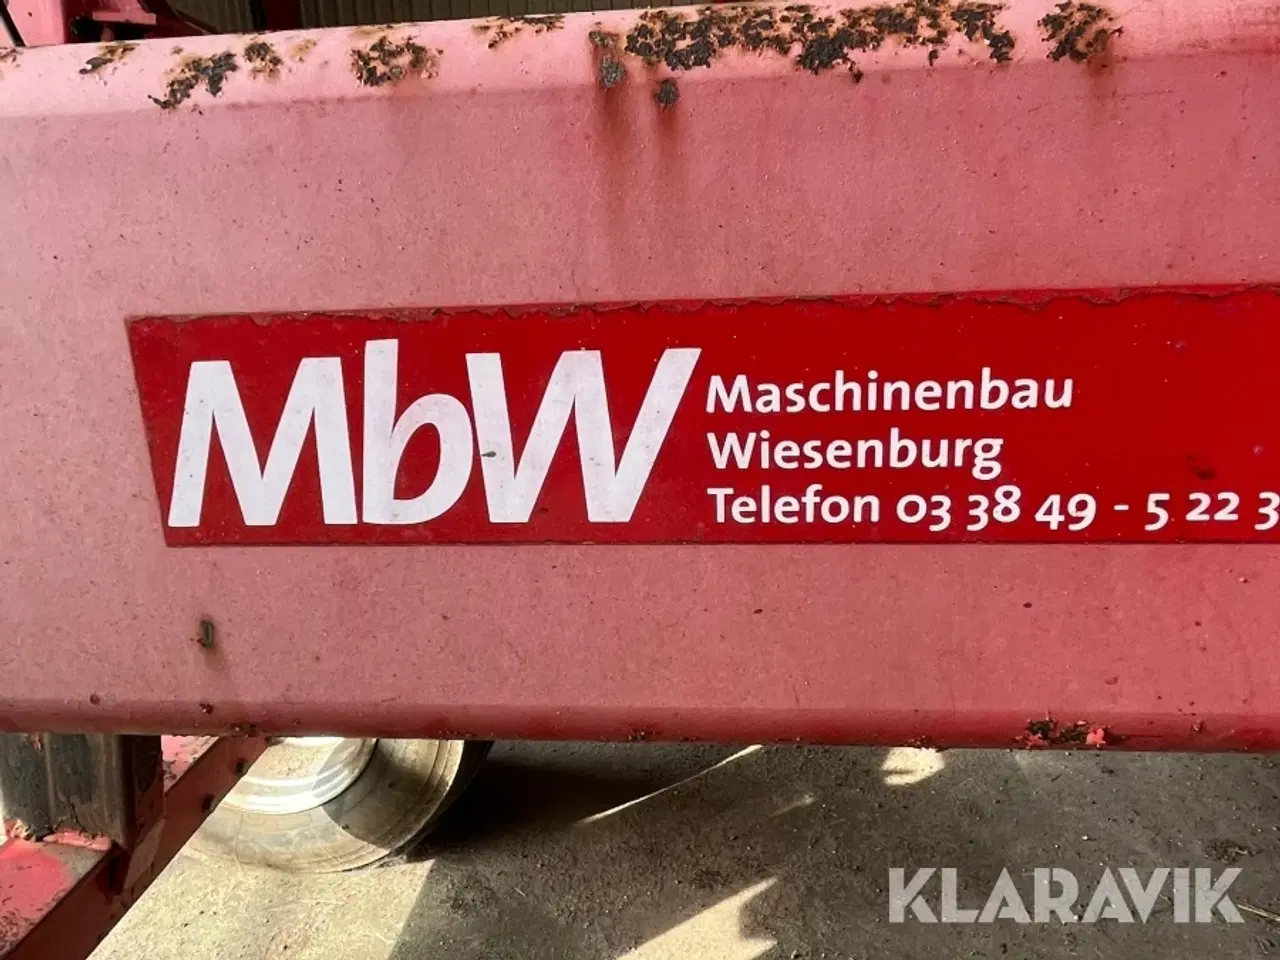 MbW
Maschinenbau
Wiesenburg
Telefon 03 38 49 - 5 22 3
KLARAVIK